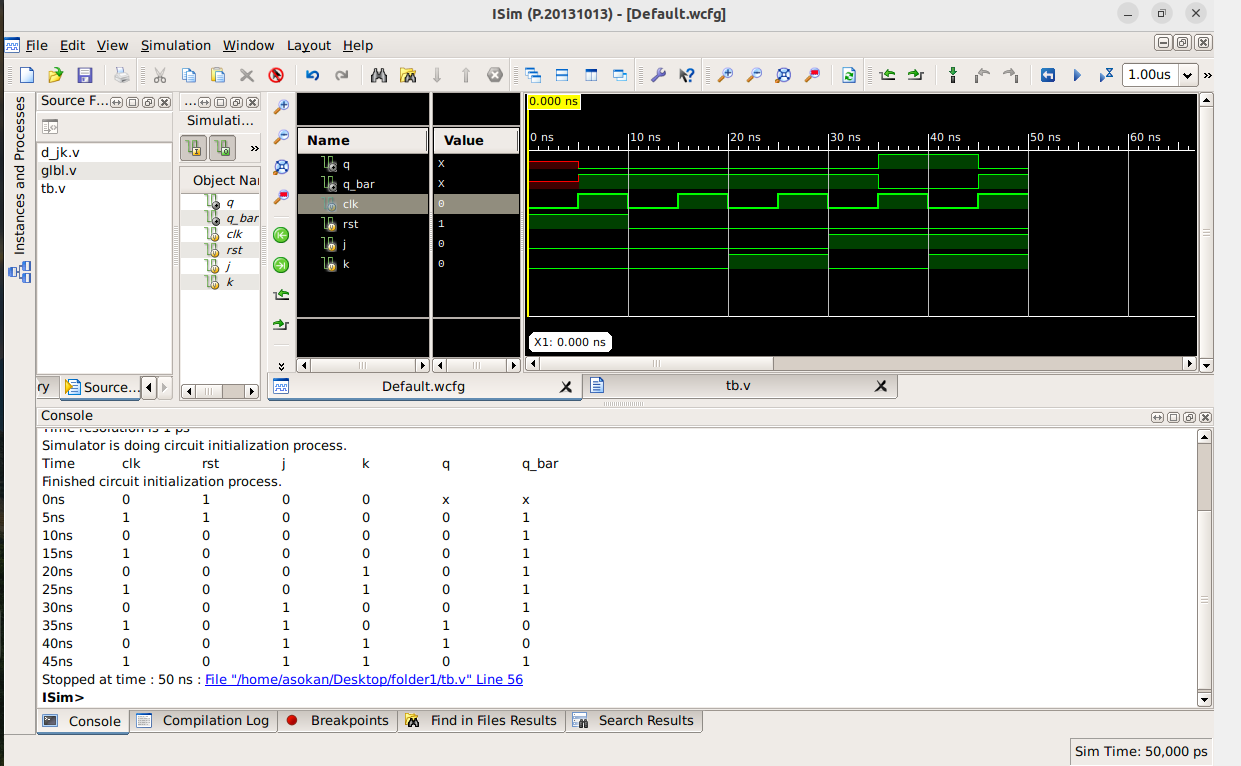 ISim (P.20131013) - [Default.wcfg]
File Edit View Simulation Window Layout Help
1.00us »
Instances and Processes
Source F...
d_jk.v
glbl.v
tb.v
ry Source...
...
Simulati...
»
Object Nar
q
q_bar
clk
rst
j
k
Name Value
q X
q_bar X
clk 0
rst 1
j 0
k 0
0.000 ns
0 ns 10 ns 20 ns 30 ns 40 ns 50 ns 60 ns
X1: 0.000 ns
Default.wcfg tb.v
Console
Time resolution is 1 ps
Simulator is doing circuit initialization process.
Time clk rst j k q q_bar
Finished circuit initialization process.
0ns 0 1 0 0 x x
5ns 1 1 0 0 0 1
10ns 0 0 0 0 0 1
15ns 1 0 0 0 0 1
20ns 0 0 0 1 0 1
25ns 1 0 0 1 0 1
30ns 0 0 1 0 0 1
35ns 1 0 1 0 1 0
40ns 0 0 1 1 1 0
45ns 1 0 1 1 0 1
Stopped at time : 50 ns : File "/home/asokan/Desktop/folder1/tb.v" Line 56
ISim>
Console Compilation Log Breakpoints Find in Files Results Search Results
Sim Time: 50,000 ps